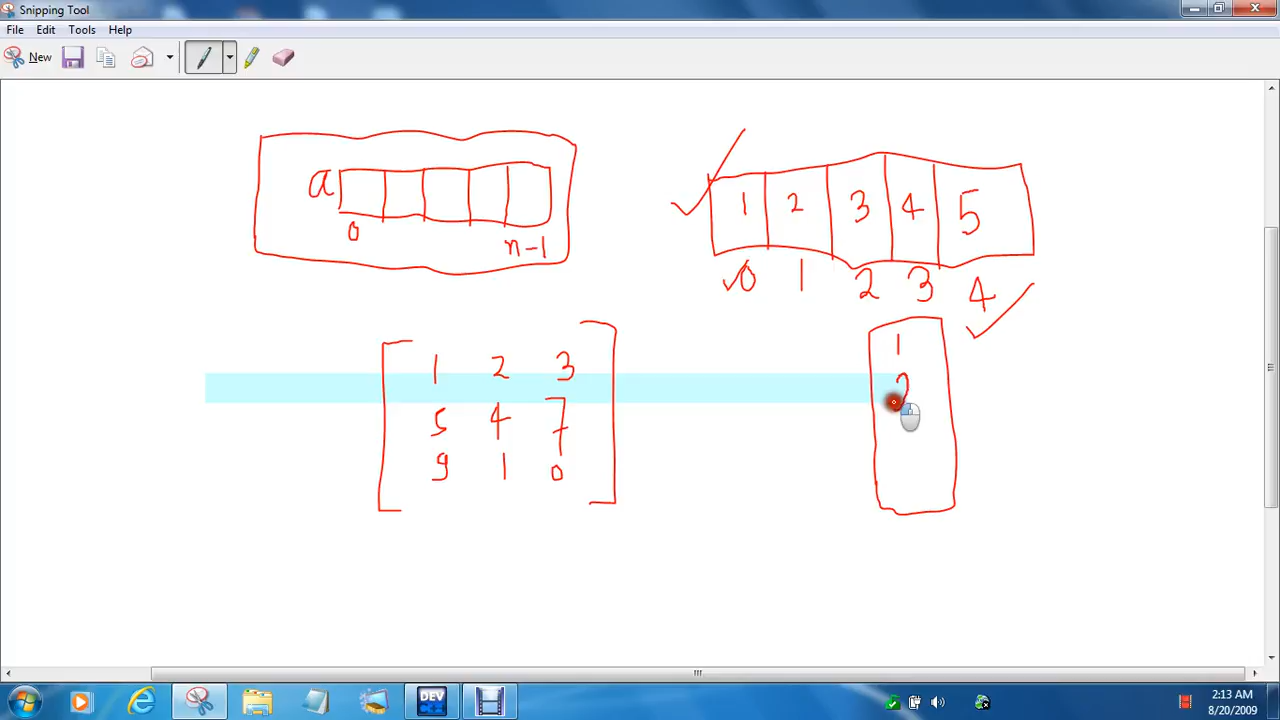 Snipping Tool
File Edit Tools Help
New
a
0 n-1
1 2 3 4 5
0 1 2 3 4
1 2 3
5 4 7
9 1 0
1
2
DEV
2:13 AM
8/20/2009